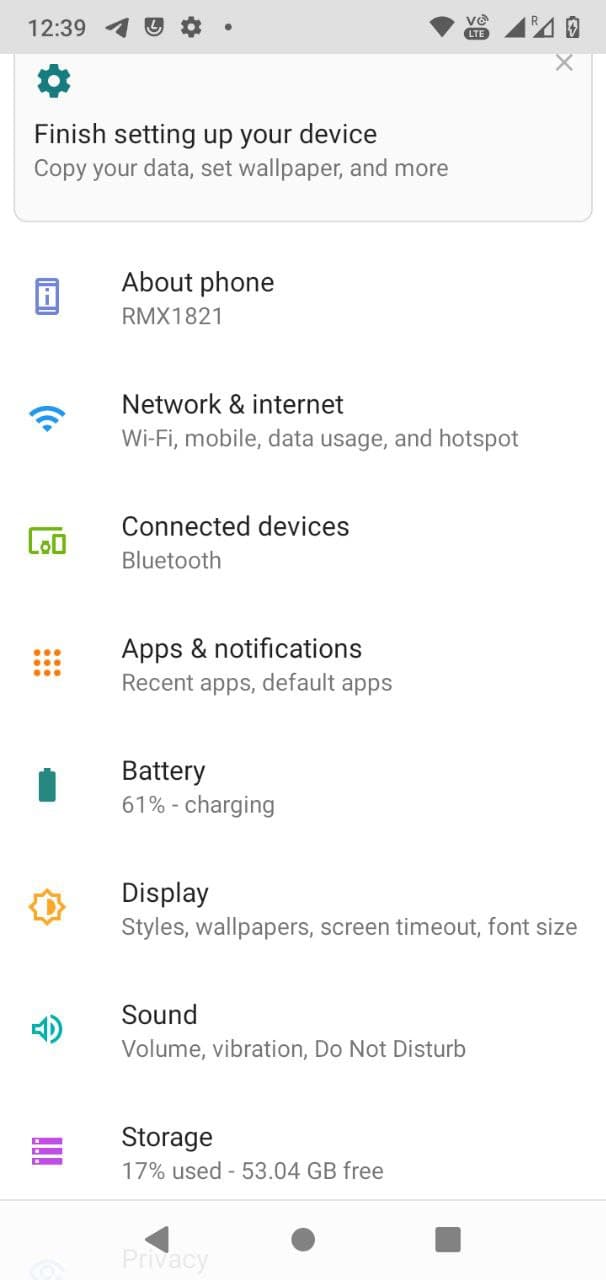 12:39
Vo
LTE
R
Finish setting up your device
Copy your data, set wallpaper, and more
About phone
RMX1821
Network & internet
Wi-Fi, mobile, data usage, and hotspot
Connected devices
Bluetooth
Apps & notifications
Recent apps, default apps
Battery
61% - charging
Display
Styles, wallpapers, screen timeout, font size
Sound
Volume, vibration, Do Not Disturb
Storage
17% used - 53.04 GB free
Privacy